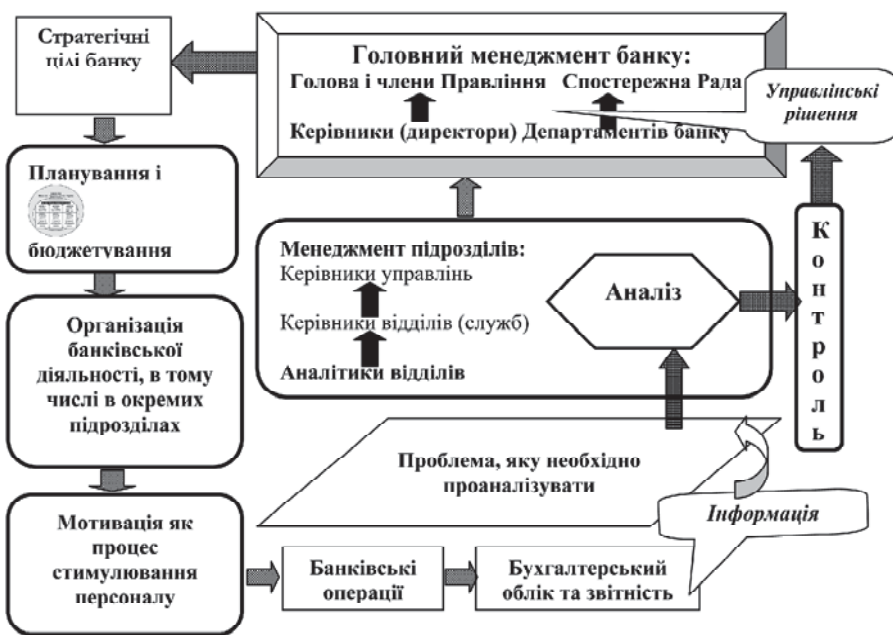 Стратегічні
цілі банку
Головний менеджмент банку:
Голова і члени Правління Спостережна Рада
Керівники (директори) Департаментів банку
Управлінські
рішення
Планування і
бюджетування
Менеджмент підрозділів:
Керівники управлінь
Керівники відділів (служб)
Аналітики відділів
Аналіз
Контроль
Організація
банківської
діяльності, в тому
числі в окремих
підрозділах
Проблема, яку необхідно
проаналізувати
Інформація
Мотивація як
процес
стимулювання
персоналу
Банківські
операції
Бухгалтерський
облік та звітність